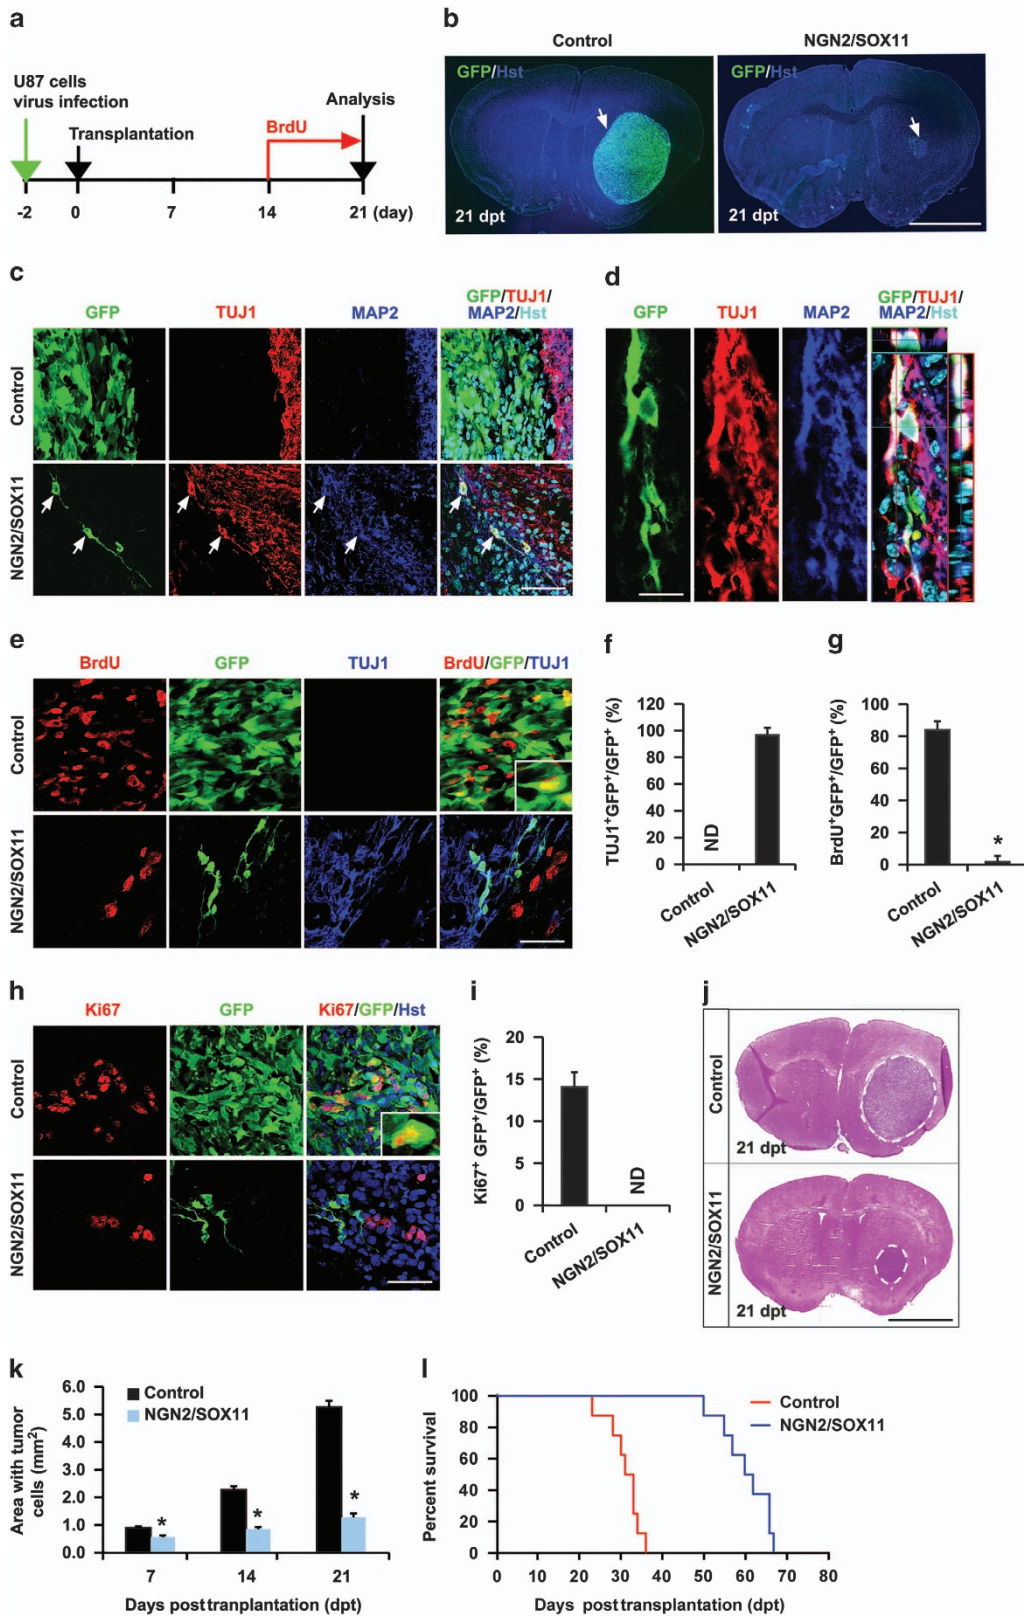 a
U87 cells
virus infection
Transplantation
BrdU
Analysis
-2 0 7 14 21 (day)
b
Control NGN2/SOX11
GFP/Hst GFP/Hst
21 dpt 21 dpt
c
GFP TUJ1 MAP2 GFP/TUJ1/
MAP2/Hst
Control
NGN2/SOX11
d
GFP TUJ1 MAP2 GFP/TUJ1/
MAP2/Hst
e
BrdU GFP TUJ1 BrdU/GFP/TUJ1
Control
NGN2/SOX11
f
TUJ1+GFP+/GFP+ (%)
120
100
80
60
40
20
0
ND
Control
NGN2/SOX11
g
BrdU+GFP+/GFP+ (%)
100
80
60
40
20
0
*
Control
NGN2/SOX11
h
Ki67 GFP Ki67/GFP/Hst
Control
NGN2/SOX11
i
Ki67+ GFP+/GFP+ (%)
20
15
10
5
0
ND
Control
NGN2/SOX11
j
Control
21 dpt
NGN2/SOX11
21 dpt
k
Area with tumor
cells (mm2)
6.0
5.0
4.0
3.0
2.0
1.0
0.0
Control
NGN2/SOX11
* * *
7 14 21
Days post tranplantation (dpt)
l
Percent survival
100
80
60
40
20
0
Control
NGN2/SOX11
0 10 20 30 40 50 60 70 80
Days post transplantation (dpt)